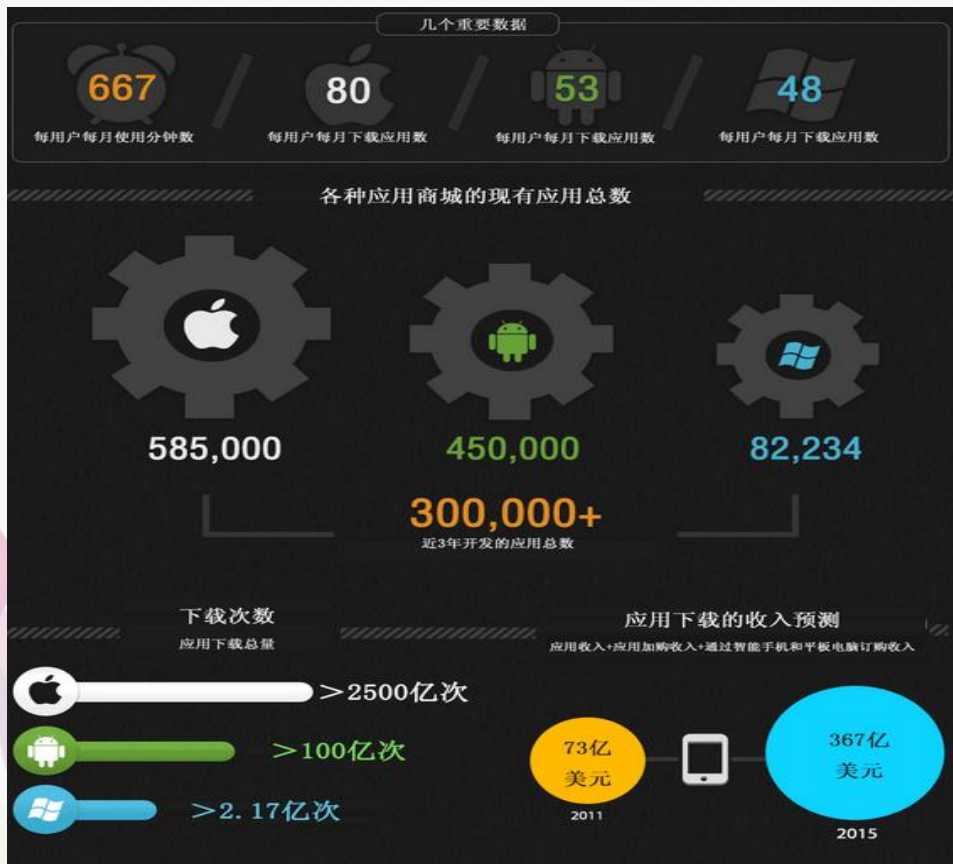 几个重要数据
667
80
53
48
每用户每月使用分钟数
每用户每月下载应用数
每用户每月下载应用数
每用户每月下载应用数
各种应用商城的现有应用总数
585,000
450,000
82,234
300,000+
近3年开发的应用总数
下载次数
应用下载总量
>2500亿次
>100亿次
>2.17亿次
应用下载的收入预测
应用收入+应用加购收入+通过智能手机和平板电脑订购收入
73亿
美元
2011
367亿
美元
2015